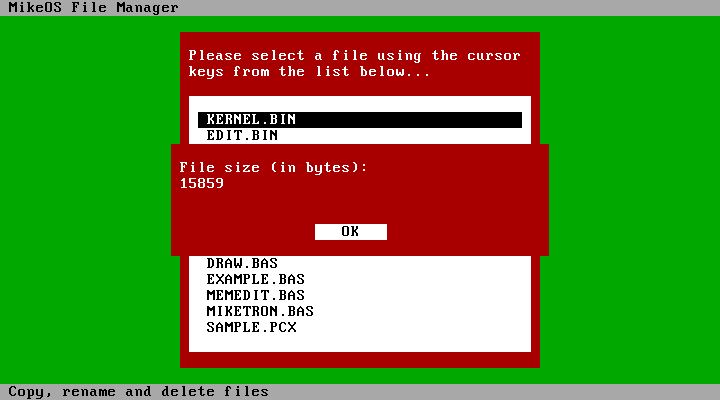 MikeOS File Manager
Please select a file using the cursor
keys from the list below...
KERNEL.BIN
EDIT.BIN
File size (in bytes):
15859
OK
DRAW.BAS
EXAMPLE.BAS
MEMEDIT.BAS
MIKETRON.BAS
SAMPLE.PCX
Copy, rename and delete files